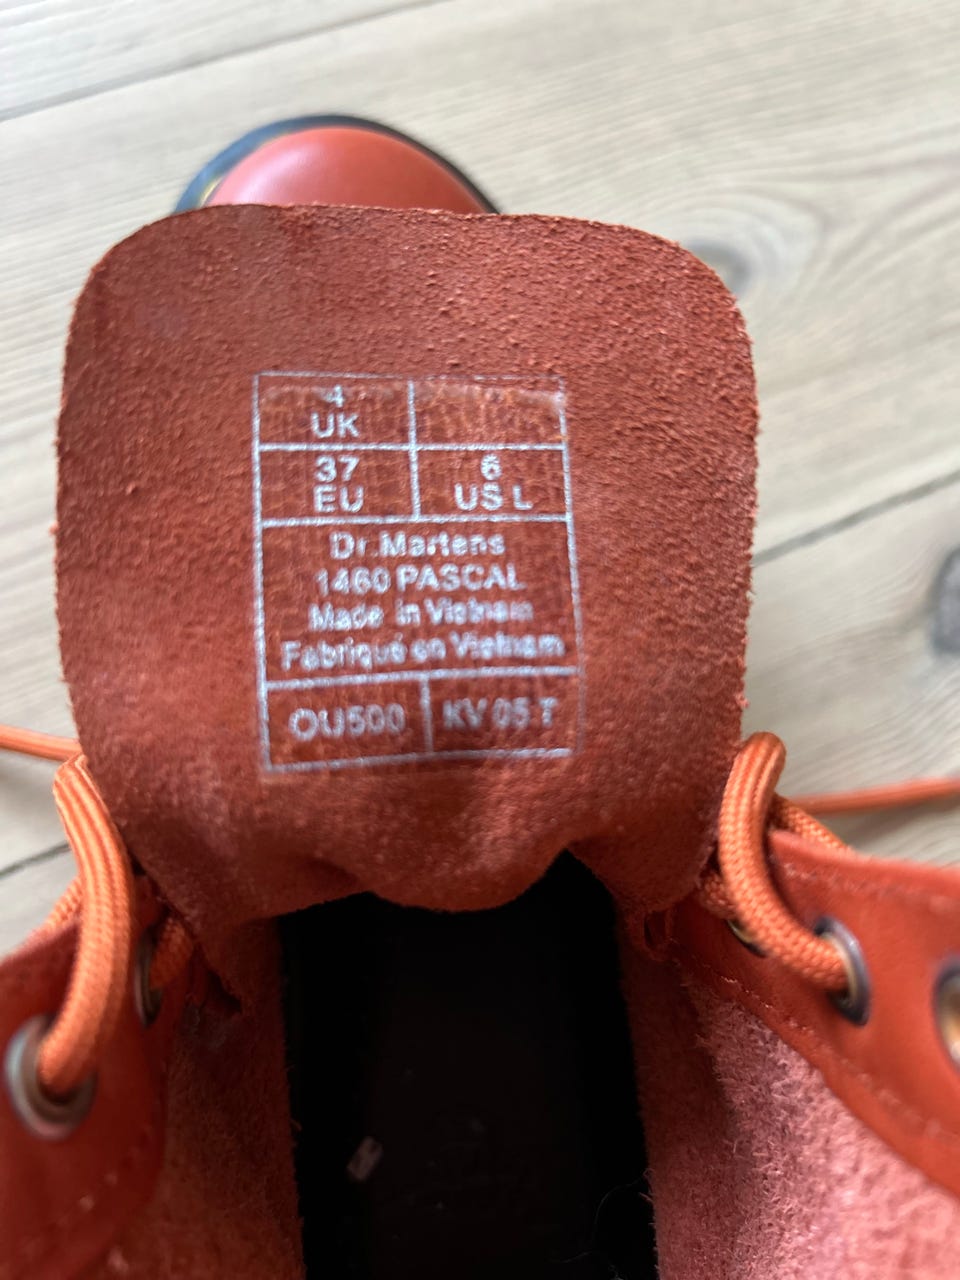 4
UK
37
EU
6
US L
Dr.Martens
1460 PASCAL
Made in Vietnam
Fabriqué en Vietnam
OU500
KV 05 T